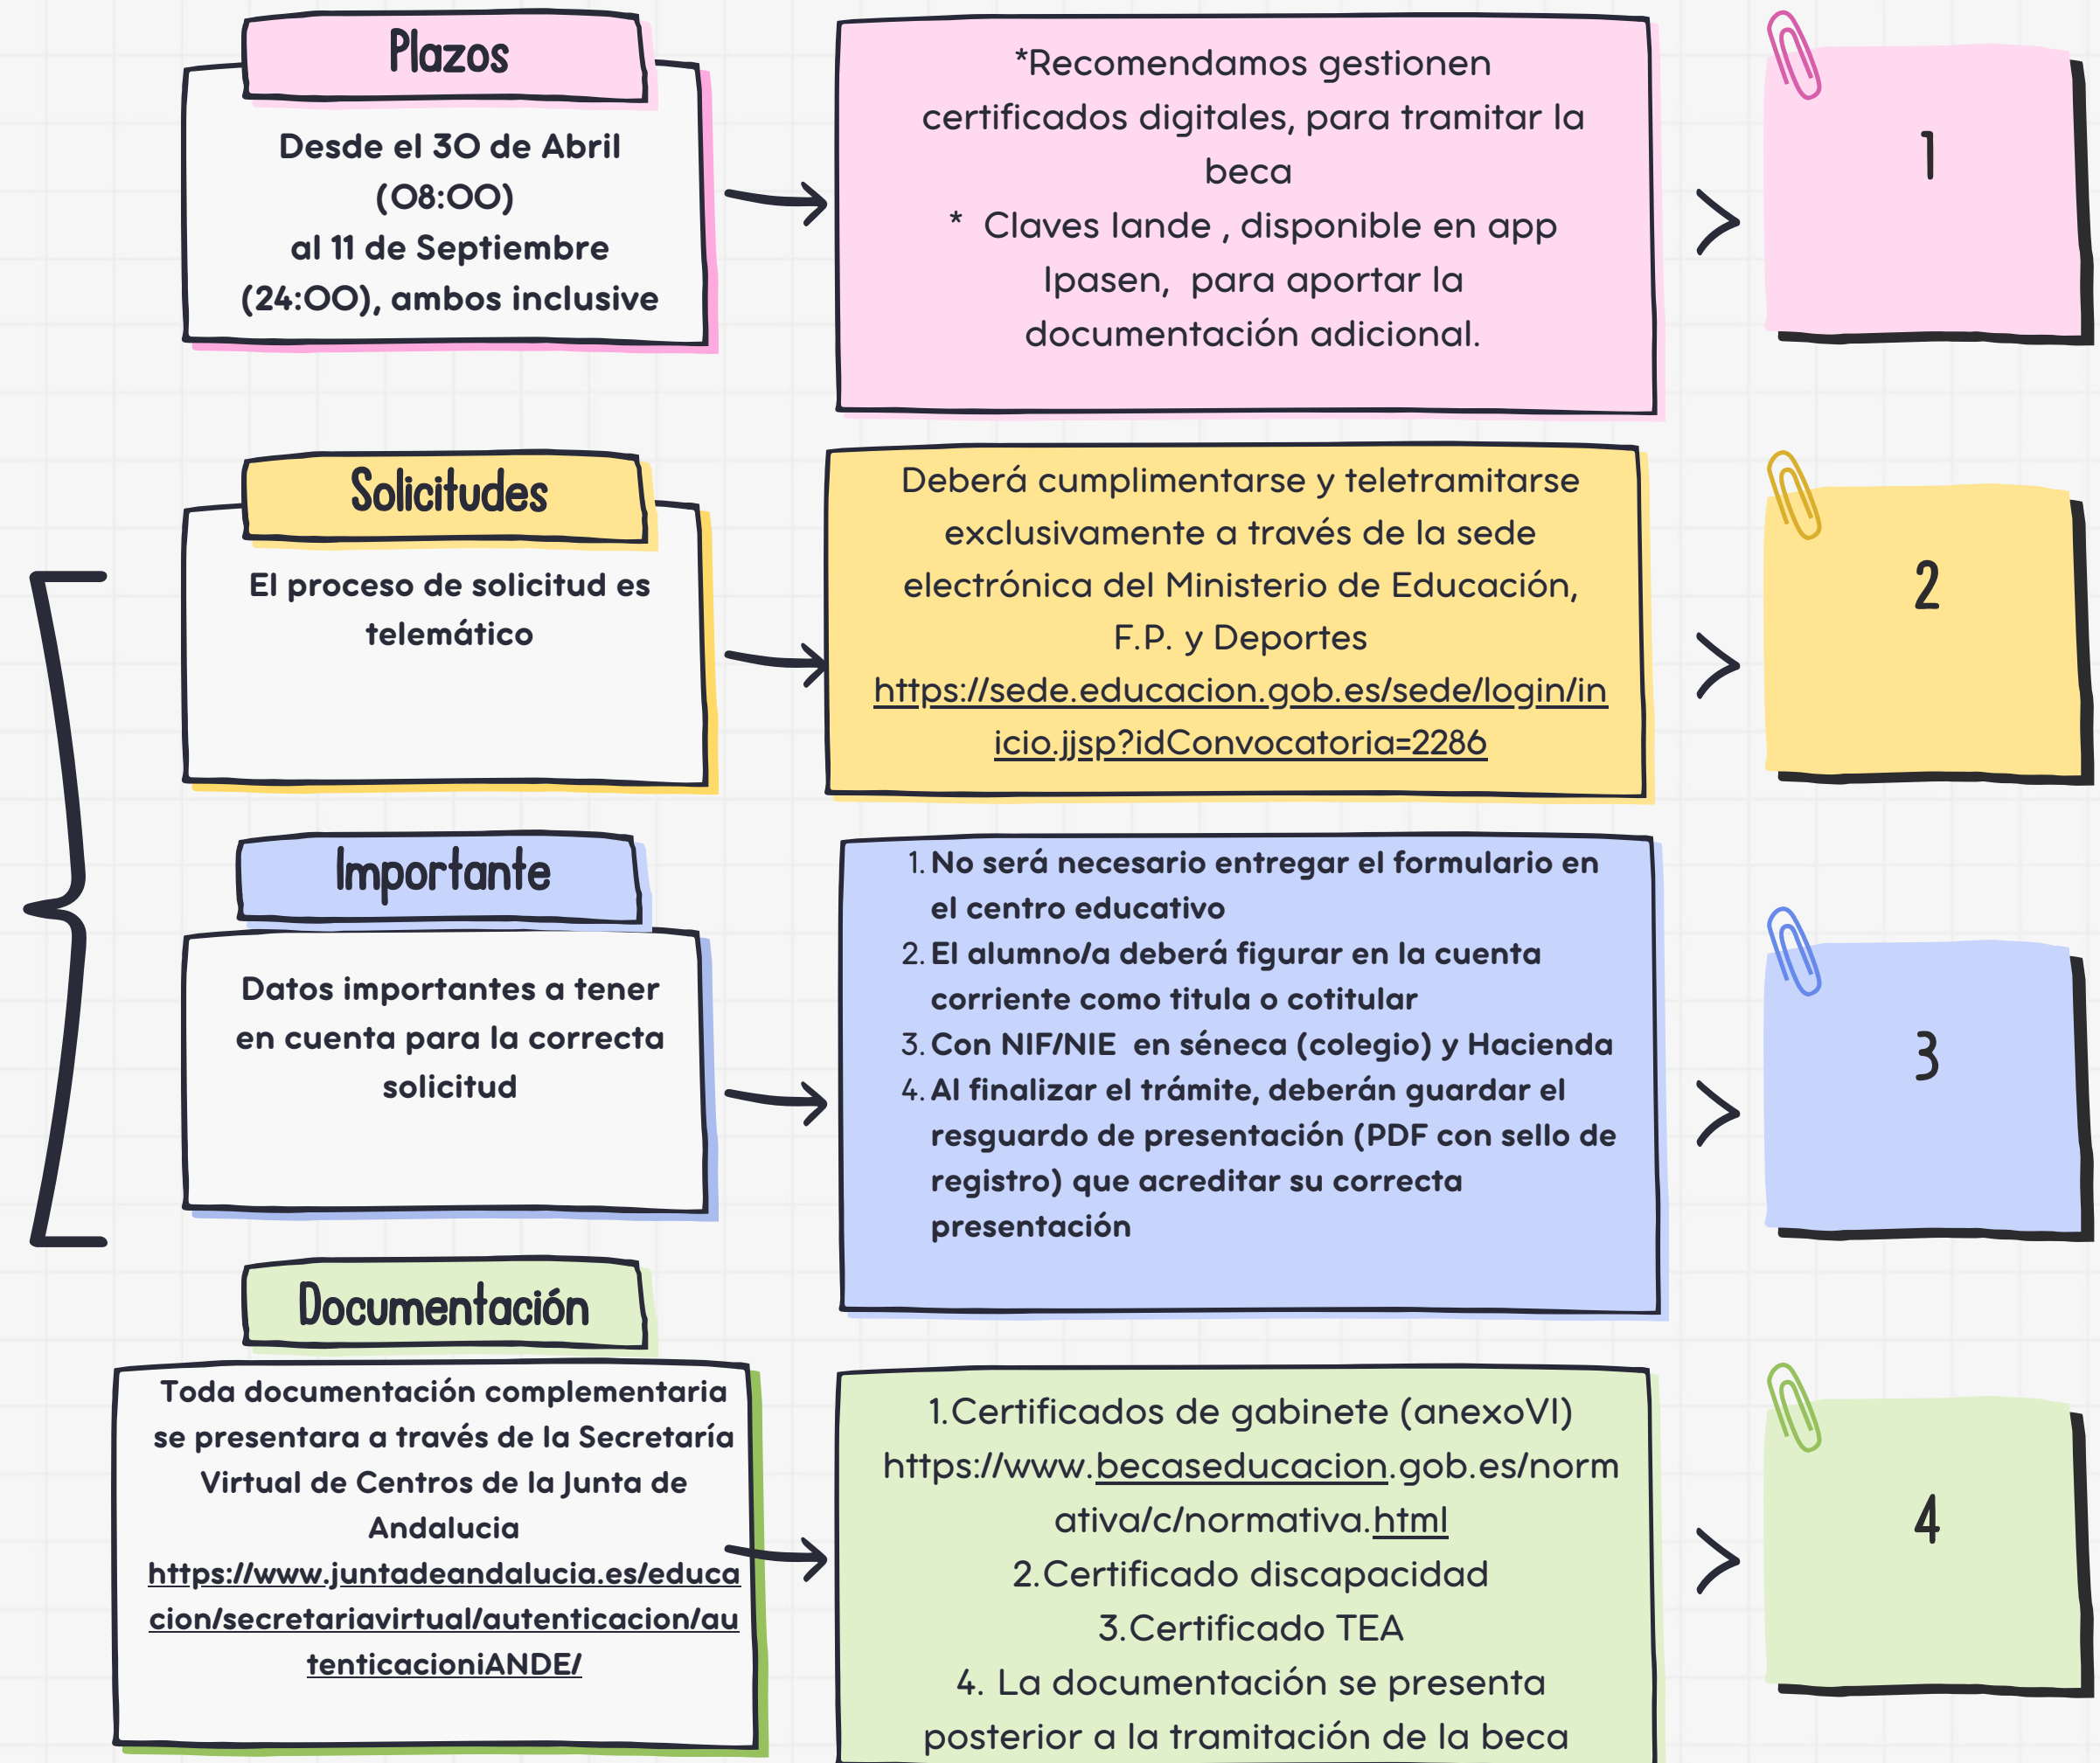 Plazos
Desde el 30 de Abril
(08:00)
al 11 de Septiembre
(24:00), ambos inclusive
*Recomendamos gestionen
certificados digitales, para tramitar la
beca
* Claves Iande , disponible en app
Ipasen, para aportar la
documentación adicional.
1
Solicitudes
El proceso de solicitud es
telemático
Deberá cumplimentarse y teletramitarse
exclusivamente a través de la sede
electrónica del Ministerio de Educación,
F.P. y Deportes
https://sede.educacion.gob.es/sede/login/in
icio.jjsp?idConvocatoria=2286
2
Importante
Datos importantes a tener
en cuenta para la correcta
solicitud
1. No será necesario entregar el formulario en
el centro educativo
2. El alumno/a deberá figurar en la cuenta
corriente como titula o cotitular
3. Con NIF/NIE en séneca (colegio) y Hacienda
4. Al finalizar el trámite, deberán guardar el
resguardo de presentación (PDF con sello de
registro) que acreditar su correcta
presentación
3
Documentación
Toda documentación complementaria
se presentara a través de la Secretaría
Virtual de Centros de la Junta de
Andalucia
https://www.juntadeandalucia.es/educa
cion/secretariavirtual/autenticacion/au
tenticacioniANDE/
1.Certificados de gabinete (anexoVI)
https://www.becaseducacion.gob.es/norm
ativa/c/normativa.html
2.Certificado discapacidad
3.Certificado TEA
4. La documentación se presenta
posterior a la tramitación de la beca
4